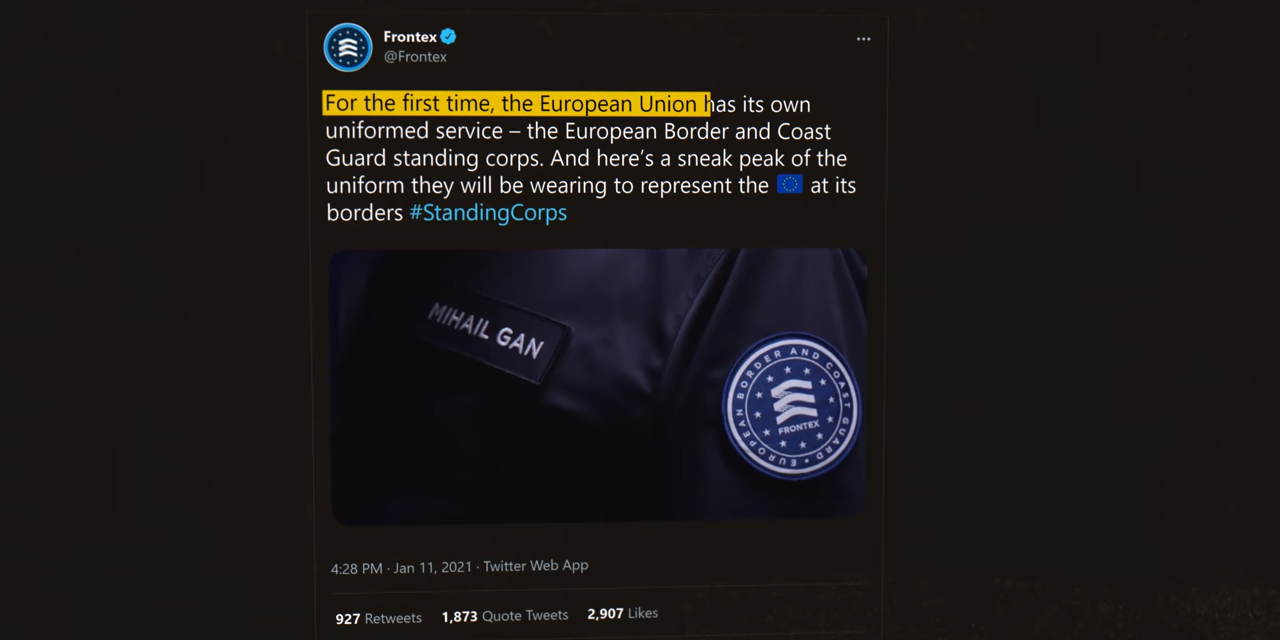 Frontex
@Frontex
For the first time, the European Union has its own
uniformed service – the European Border and Coast
Guard standing corps. And here’s a sneak peak of the
uniform they will be wearing to represent the 🇪🇺 at its
borders #StandingCorps
MIHAIL GAN
EUROPEAN BORDER AND COAST GUARD
FRONTEX
4:28 PM · Jan 11, 2021 · Twitter Web App
927 Retweets 1,873 Quote Tweets 2,907 Likes